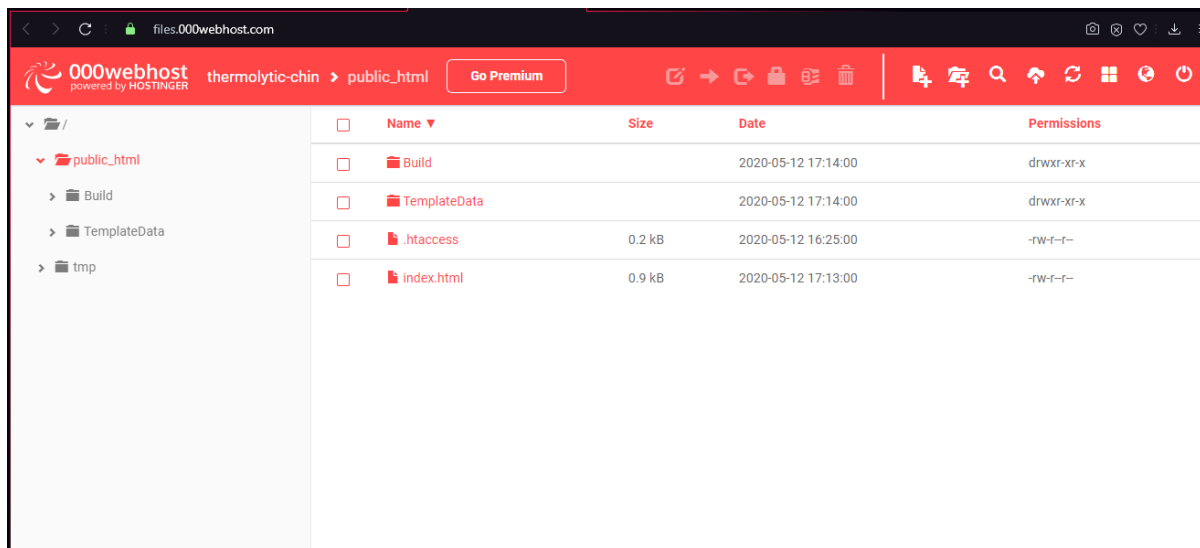 files.000webhost.com
000webhost
powered by HOSTINGER
thermolytic-chin > public_html Go Premium
/
public_html
Build
TemplateData
tmp
Name ▼ Size Date Permissions
Build 2020-05-12 17:14:00 drwxr-xr-x
TemplateData 2020-05-12 17:14:00 drwxr-xr-x
.htaccess 0.2 kB 2020-05-12 16:25:00 -rw-r--r--
index.html 0.9 kB 2020-05-12 17:13:00 -rw-r--r--